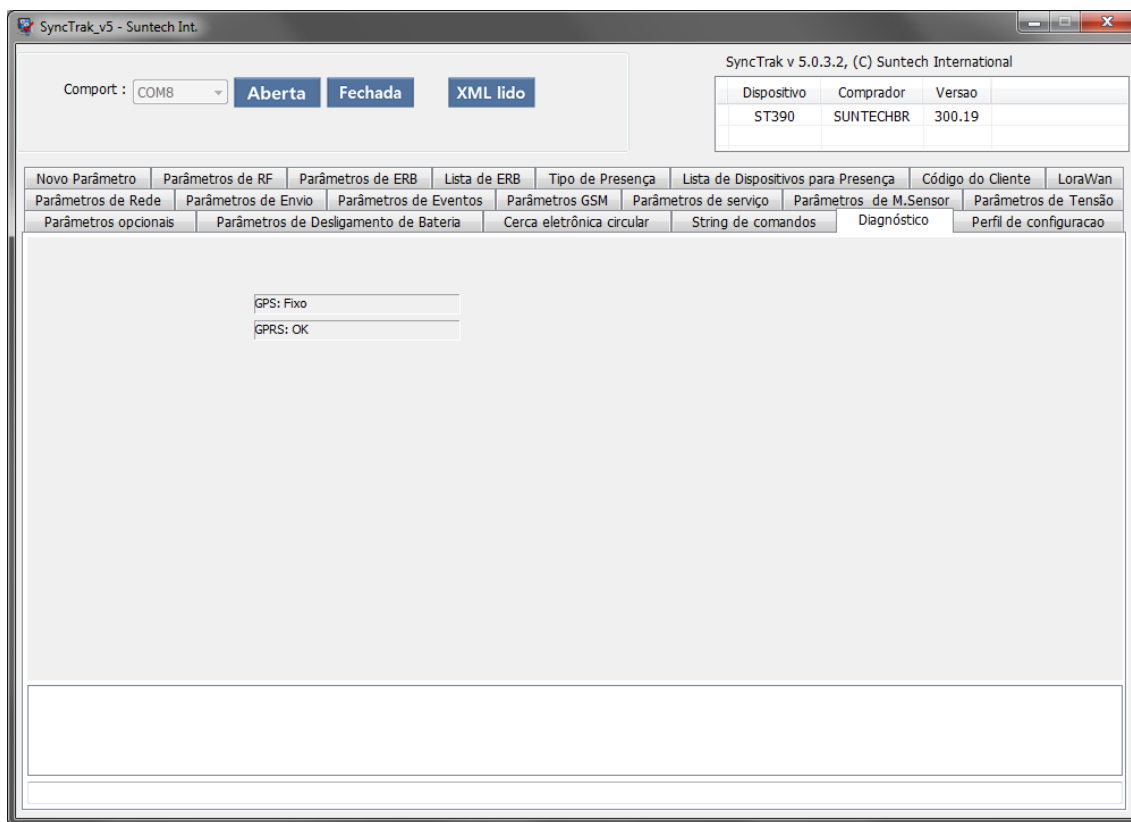 SyncTrak_v5 - Suntech Int.
SyncTrak v 5.0.3.2, (C) Suntech International
Comport : COM8 Aberta Fechada XML lido
Dispositivo Comprador Versao
ST390 SUNTECHBR 300.19
Novo Parâmetro Parâmetros de RF Parâmetros de ERB Lista de ERB Tipo de Presença Lista de Dispositivos para Presença Código do Cliente LoraWan
Parâmetros de Rede Parâmetros de Envio Parâmetros de Eventos Parâmetros GSM Parâmetros de serviço Parâmetros de M.Sensor Parâmetros de Tensão
Parâmetros opcionais Parâmetros de Desligamento de Bateria Cerca eletrônica circular String de comandos Diagnóstico Perfil de configuracao
GPS: Fixo
GPRS: OK